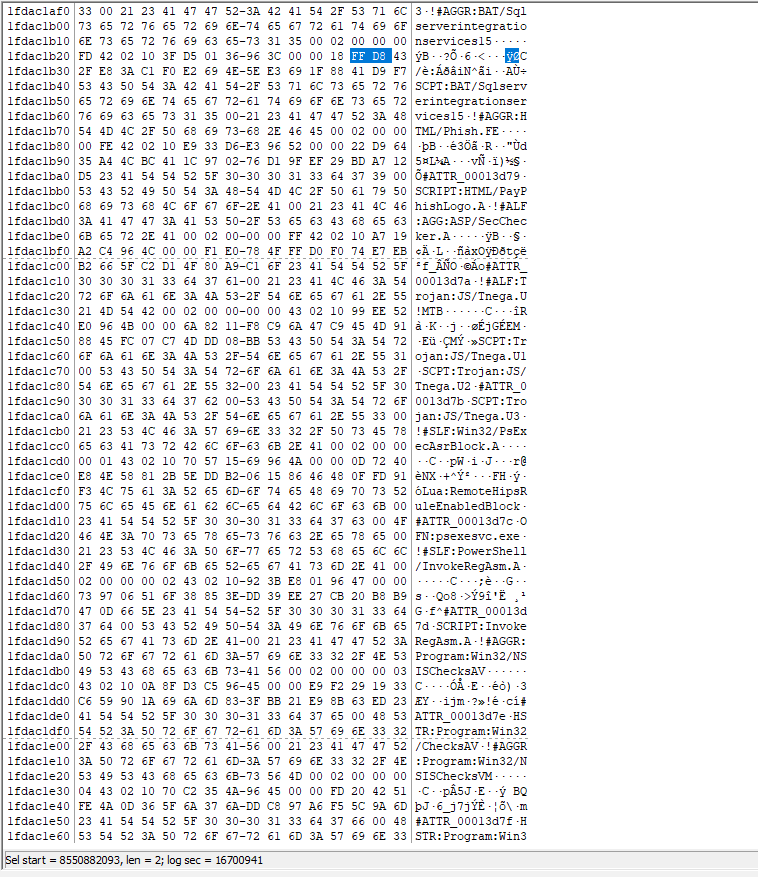 1fdac1af0 33 00 21 23 41 47 47 52-3A 42 41 54 2F 53 71 6C 3·!#AGGR:BAT/Sql
1fdac1b00 73 65 72 76 65 72 69 6E-74 65 67 72 61 74 69 6F serverintegratio
1fdac1b10 6E 73 65 72 76 69 63 65-73 31 35 00 02 00 00 00 nservices15·····
1fdac1b20 FD 42 02 10 3F D5 01 36-96 3C 00 00 18 FF D8 43 ýB··?Õ·6·<···ÿØC
1fdac1b30 2F E8 3A C1 F0 E2 69 4E-5E E3 69 1F 88 41 D9 F7 /è:ÁðâiN^ãi··AÙ÷
1fdac1b40 53 43 50 54 3A 42 41 54-2F 53 71 6C 73 65 72 76 SCPT:BAT/Sqlserv
1fdac1b50 65 72 69 6E 74 65 67 72-61 74 69 6F 6E 73 65 72 erintegrationser
1fdac1b60 76 69 63 65 73 31 35 00-21 23 41 47 47 52 3A 48 vices15·!#AGGR:H
1fdac1b70 54 4D 4C 2F 50 68 69 73-68 2E 46 45 00 02 00 00 TML/Phish.FE····
1fdac1b80 00 FE 42 02 10 E9 33 D6-E3 96 52 00 00 22 D9 64 ·þB··é3Öã·R··"Ùd
1fdac1b90 35 A4 4C BC 41 1C 97 02-76 D1 9F EF 29 BD A7 12 5¤L¼A···vÑ·ï)½§·
1fdac1ba0 D5 23 41 54 54 52 5F 30-30 30 31 33 64 37 39 00 Õ#ATTR_00013d79·
1fdac1bb0 53 43 52 49 50 54 3A 48-54 4D 4C 2F 50 61 79 50 SCRIPT:HTML/PayP
1fdac1bc0 68 69 73 68 4C 6F 67 6F-2E 41 00 21 23 41 4C 46 hishLogo.A·!#ALF
1fdac1bd0 3A 41 47 47 3A 41 53 50-2F 53 65 63 43 68 65 63 :AGG:ASP/SecChec
1fdac1be0 6B 65 72 2E 41 00 02 00-00 00 FF 42 02 10 A7 19 ker.A·····ÿB··§·
1fdac1bf0 A2 C4 96 4C 00 00 F1 E0-78 4F FF D0 F0 74 E7 EB ¢Ä·L··ñàxOÿÐðtçë
1fdac1c00 B2 66 5F C2 D1 4F 80 A9-C1 6F 23 41 54 54 52 5F ²f_ÂÑO·©Áo#ATTR_
1fdac1c10 30 30 30 31 33 64 37 61-00 21 23 41 4C 46 3A 54 00013d7a·!#ALF:T
1fdac1c20 72 6F 6A 61 6E 3A 4A 53-2F 54 6E 65 67 61 2E 55 rojan:JS/Tnega.U
1fdac1c30 21 4D 54 42 00 02 00 00-00 00 43 02 10 99 EE 52 !MTB······C···îR
1fdac1c40 E0 96 4B 00 00 6A 82 11-F8 C9 6A 47 C9 45 4D 91 à·K··j··øÉjGÉEM·
1fdac1c50 88 45 FC 07 C7 4D DD 08-BB 53 43 50 54 3A 54 72 ·Eü·ÇMÝ·»SCPT:Tr
1fdac1c60 6F 6A 61 6E 3A 4A 53 2F-54 6E 65 67 61 2E 55 31 ojan:JS/Tnega.U1
1fdac1c70 00 53 43 50 54 3A 54 72-6F 6A 61 6E 3A 4A 53 2F ·SCPT:Trojan:JS/
1fdac1c80 54 6E 65 67 61 2E 55 32-00 23 41 54 54 52 5F 30 Tnega.U2·#ATTR_0
1fdac1c90 30 30 31 33 64 37 62 00-53 43 50 54 3A 54 72 6F 0013d7b·SCPT:Tro
1fdac1ca0 6A 61 6E 3A 4A 53 2F 54-6E 65 67 61 2E 55 33 00 jan:JS/Tnega.U3·
1fdac1cb0 21 23 53 4C 46 3A 57 69-6E 33 32 2F 50 73 45 78 !#SLF:Win32/PsEx
1fdac1cc0 65 63 41 73 72 42 6C 6F-63 6B 2E 41 00 02 00 00 ecAsrBlock.A····
1fdac1cd0 00 01 43 02 10 70 57 15-69 96 4A 00 00 0D 72 40 ··C··pW·i·J···r@
1fdac1ce0 E8 4E 58 81 2B 5E DD B2-06 15 86 46 48 0F FD 91 èNX·+^Ý²···FH·ý·
1fdac1cf0 F3 4C 75 61 3A 52 65 6D-6F 74 65 48 69 70 73 52 óLua:RemoteHipsR
1fdac1d00 75 6C 65 45 6E 61 62 6C-65 64 42 6C 6F 63 6B 00 uleEnabledBlock·
1fdac1d10 23 41 54 54 52 5F 30 30-30 31 33 64 37 63 00 4F #ATTR_00013d7c·O
1fdac1d20 46 4E 3A 70 73 65 78 65-73 76 63 2E 65 78 65 00 FN:psexesvc.exe·
1fdac1d30 21 23 53 4C 46 3A 50 6F-77 65 72 53 68 65 6C 6C !#SLF:PowerShell
1fdac1d40 2F 49 6E 76 6F 6B 65 52-65 67 41 73 6D 2E 41 00 /InvokeRegAsm.A·
1fdac1d50 02 00 00 00 02 43 02 10-92 3B E8 01 96 47 00 00 ·····C···;è··G··
1fdac1d60 73 97 06 51 6F 38 85 3E-DD 39 EE 27 CB 20 B8 B9 s··Qo8·>Ý9î'Ë ¸¹
1fdac1d70 47 0D 66 5E 23 41 54 54-52 5F 30 30 30 31 33 64 G·f^#ATTR_00013d
1fdac1d80 37 64 00 53 43 52 49 50-54 3A 49 6E 76 6F 6B 65 7d·SCRIPT:Invoke
1fdac1d90 52 65 67 41 73 6D 2E 41-00 21 23 41 47 47 52 3A RegAsm.A·!#AGGR:
1fdac1da0 50 72 6F 67 72 61 6D 3A-57 69 6E 33 32 2F 4E 53 Program:Win32/NS
1fdac1db0 49 53 43 68 65 63 6B 73-41 56 00 02 00 00 00 03 ISChecksAV······
1fdac1dc0 43 02 10 0A 8F D3 C5 96-45 00 00 E9 F2 29 19 33 C····ÓÅ·E··éò)·3
1fdac1dd0 C6 59 90 1A 69 6A 6D 83-3F BB 21 E9 8B 63 ED 23 ÆY··ijm·?»!é·cí#
1fdac1de0 41 54 54 52 5F 30 30 30-31 33 64 37 65 00 48 53 ATTR_00013d7e·HS
1fdac1df0 54 52 3A 50 72 6F 67 72-61 6D 3A 57 69 6E 33 32 TR:Program:Win32
1fdac1e00 2F 43 68 65 63 6B 73 41-56 00 21 23 41 47 47 52 /ChecksAV·!#AGGR
1fdac1e10 3A 50 72 6F 67 72 61 6D-3A 57 69 6E 33 32 2F 4E :Program:Win32/N
1fdac1e20 53 49 53 43 68 65 63 6B-73 56 4D 00 02 00 00 00 SISChecksVM·····
1fdac1e30 04 43 02 10 70 C2 35 4A-96 45 00 00 FD 20 42 51 ·C··pÂ5J·E··ý BQ
1fdac1e40 FE 4A 0D 36 5F 6A 37 6A-DD C8 97 A6 F5 5C 9A 6D þJ·6_j7jÝÈ·¦õ\·m
1fdac1e50 23 41 54 54 52 5F 30 30-30 31 33 64 37 66 00 48 #ATTR_00013d7f·H
1fdac1e60 53 54 52 3A 50 72 6F 67-72 61 6D 3A 57 69 6E 33 STR:Program:Win3
Sel start = 8550882093, len = 2; log sec = 16700941